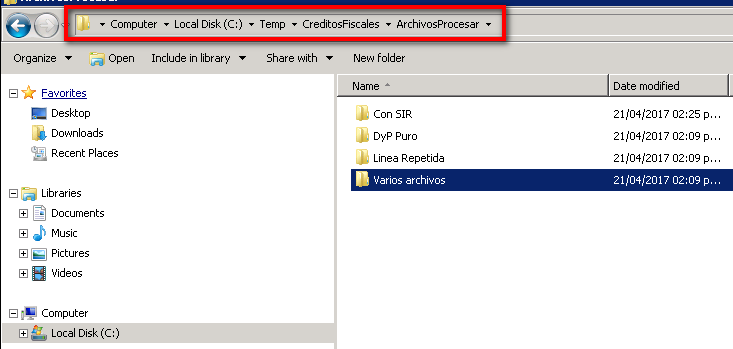 Computer Local Disk (C:) Temp CreditosFiscales ArchivosProcesar
Organize Open Include in library Share with New folder
Favorites
Desktop
Downloads
Recent Places
Libraries
Documents
Music
Pictures
Videos
Computer
Local Disk (C:)
Name Date modified
Con SIR 21/04/2017 02:25 p...
DyP Puro 21/04/2017 02:09 p...
Linea Repetida 21/04/2017 02:09 p...
Varios archivos 21/04/2017 02:09 p...